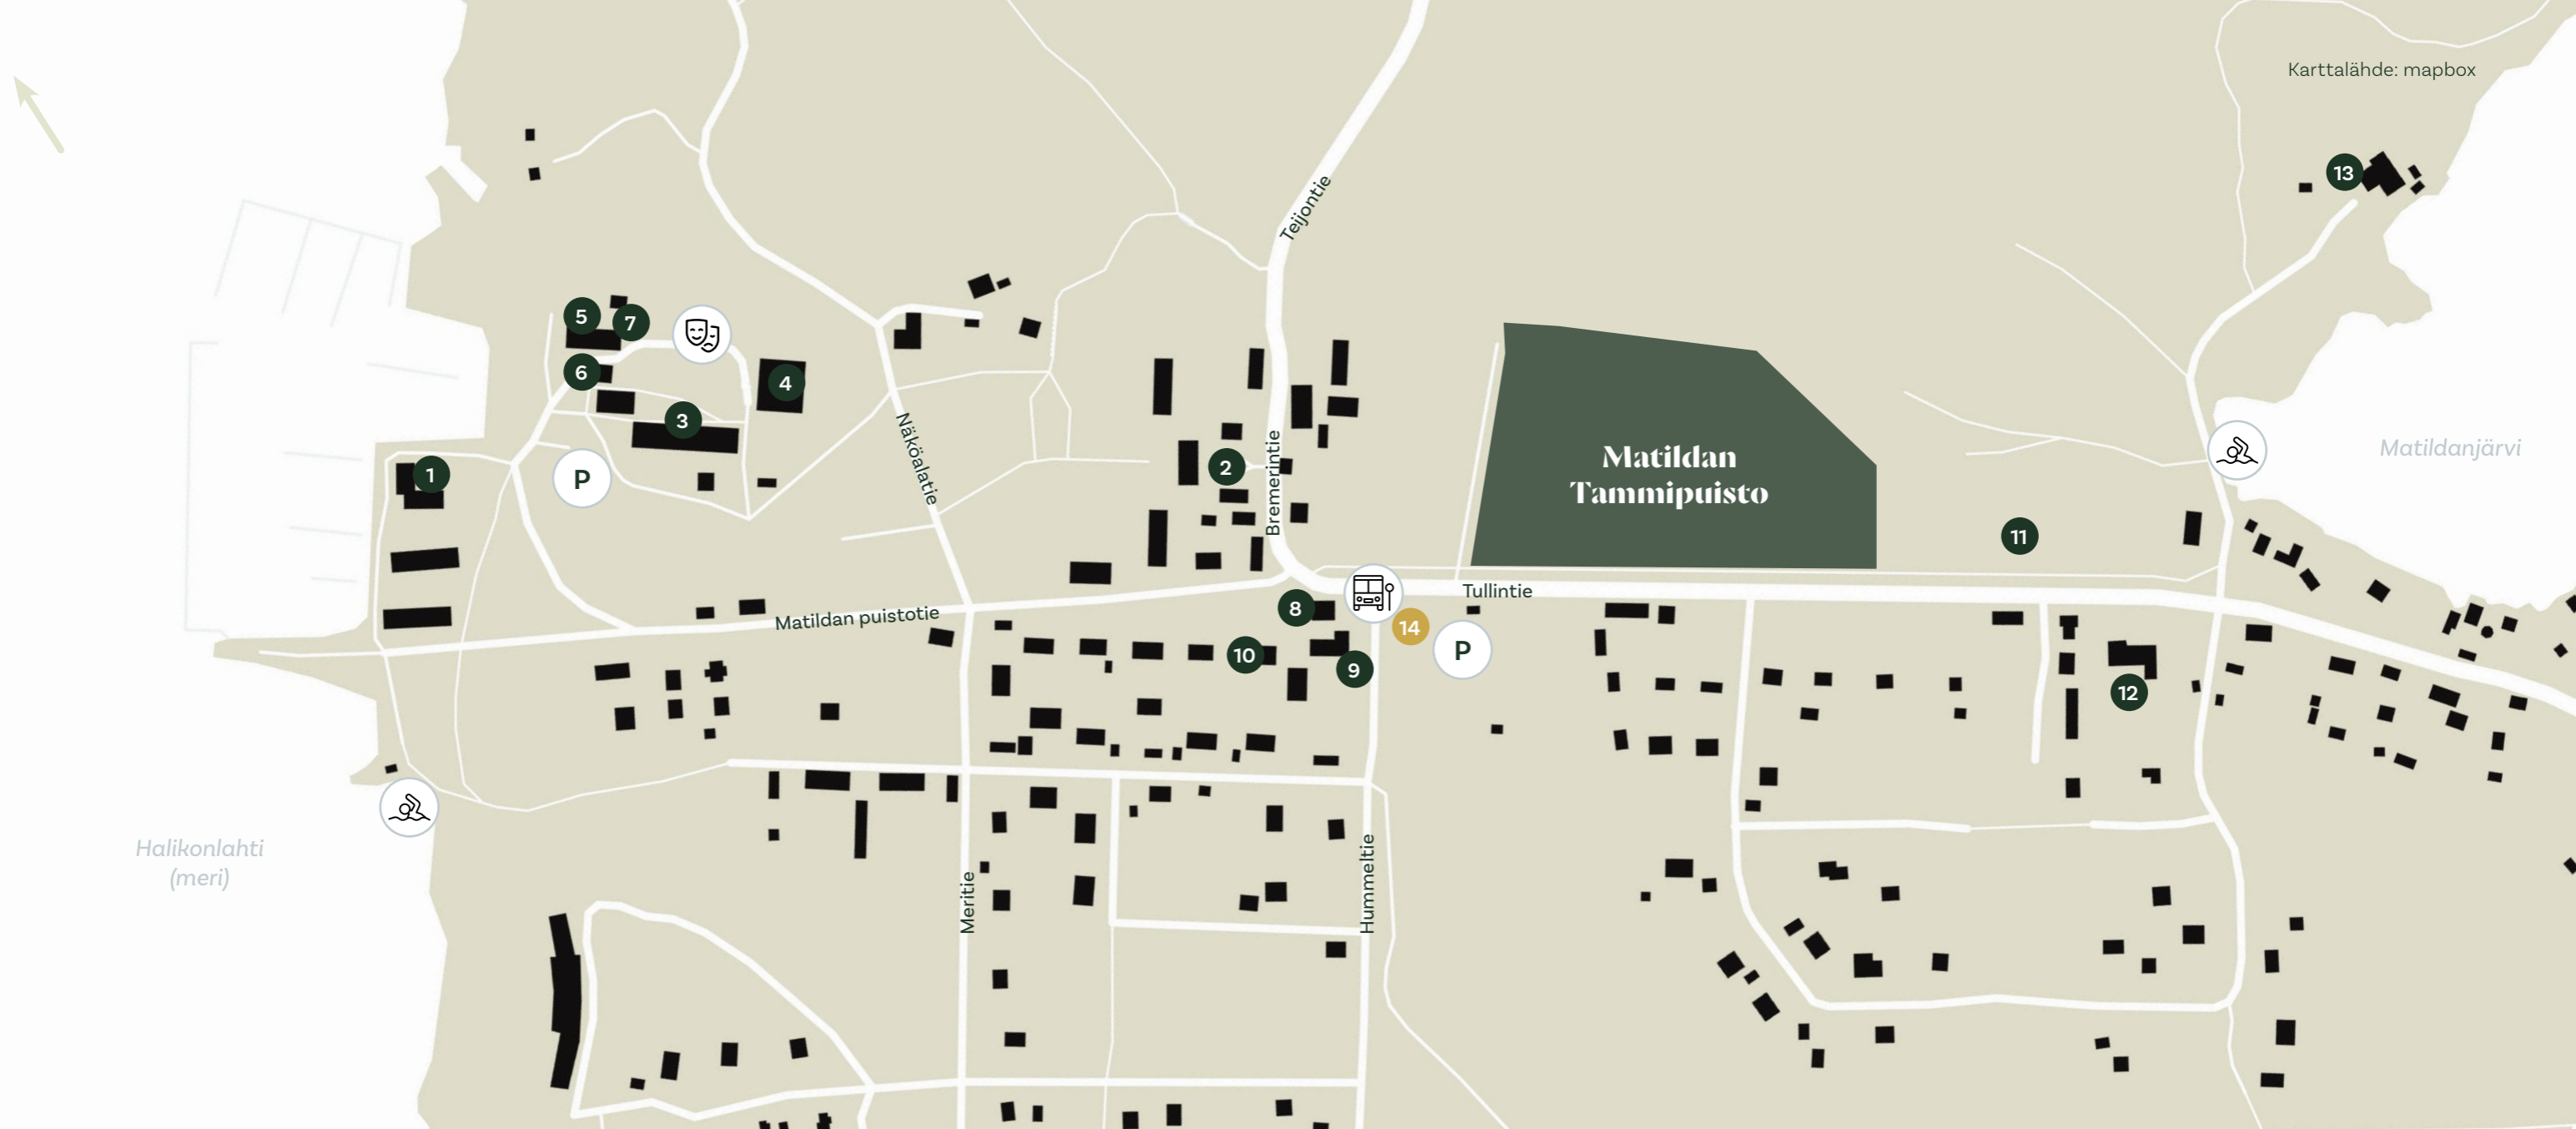 Karttalähde: mapbox
13
Teijontie
5
7
6
4
3
Näköalatie
Bremerintie
Matildan
Tammipuisto
Matildanjärvi
1
P
2
11
Tullintie
Matildan puistotie
8
14
10
9
P
12
Halikonlahti
(meri)
Meritie
Hummeltie